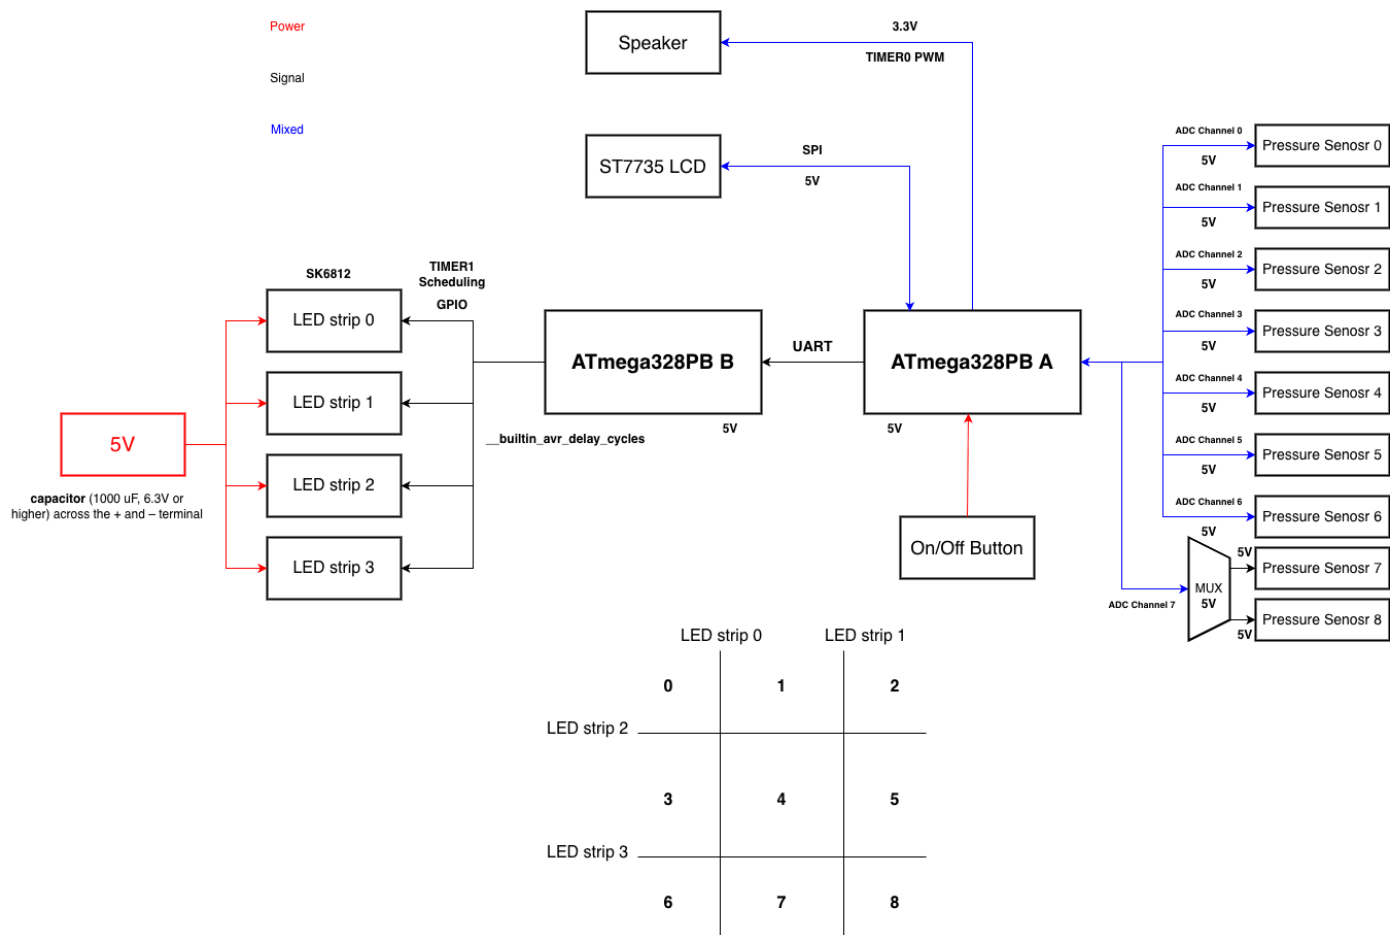 Power
Signal
Mixed
Speaker
3.3V
TIMER0 PWM
ST7735 LCD
SPI
5V
ADC Channel 0
5V
Pressure Senosr 0
ADC Channel 1
5V
Pressure Senosr 1
ADC Channel 2
5V
Pressure Senosr 2
ADC Channel 3
5V
Pressure Senosr 3
ADC Channel 4
5V
Pressure Senosr 4
ADC Channel 5
5V
Pressure Senosr 5
ADC Channel 6
5V
Pressure Senosr 6
MUX
5V
ADC Channel 7
5V
Pressure Senosr 7
5V
Pressure Senosr 8
SK6812
TIMER1
Scheduling
GPIO
LED strip 0
LED strip 1
LED strip 2
LED strip 3
5V
capacitor (1000 uF, 6.3V or
higher) across the + and – terminal
ATmega328PB B
5V
__builtin_avr_delay_cycles
UART
ATmega328PB A
5V
On/Off Button
LED strip 0
LED strip 1
0
1
2
LED strip 2
3
4
5
LED strip 3
6
7
8